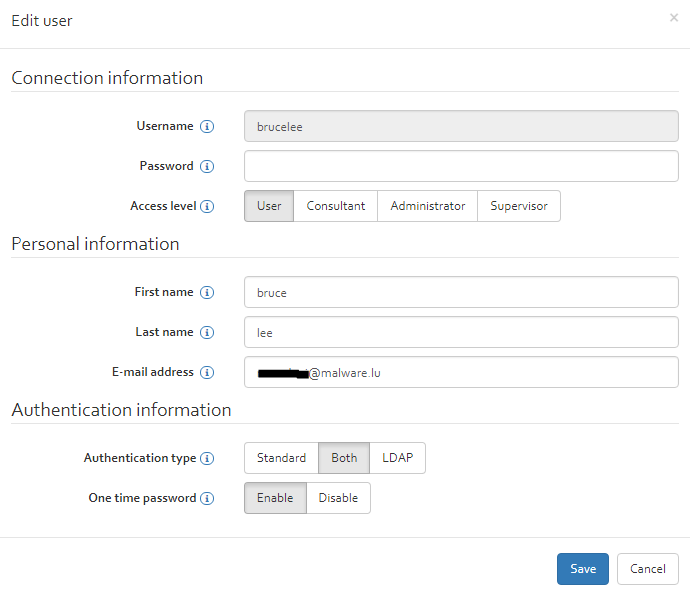 Edit user ×
Connection information
Username i brucelee
Password i
Access level i User Consultant Administrator Supervisor
Personal information
First name i bruce
Last name i lee
E-mail address i @malware.lu
Authentication information
Authentication type i Standard Both LDAP
One time password i Enable Disable
Save Cancel